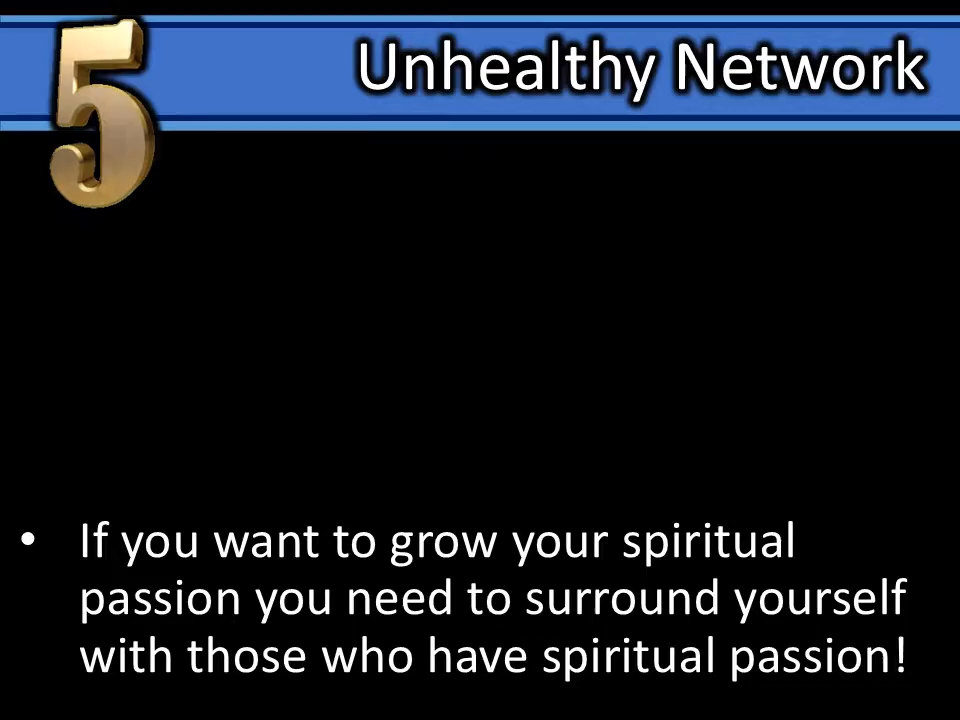 5
Unhealthy Network
• If you want to grow your spiritual
passion you need to surround yourself
with those who have spiritual passion!